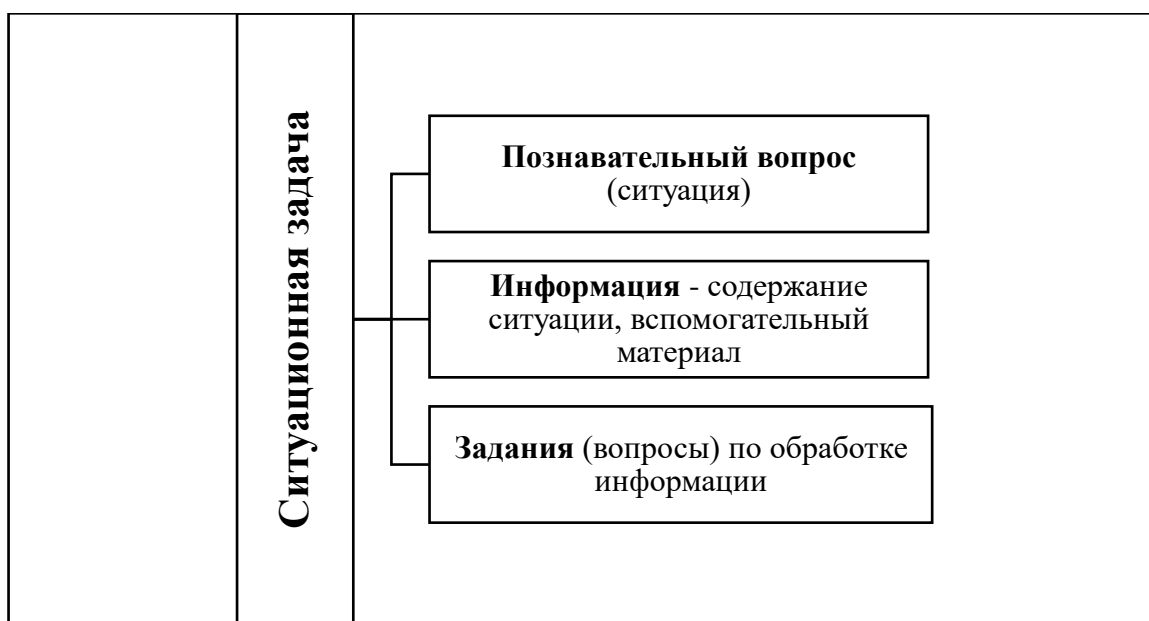 Ситуационная задача
Познавательный вопрос
(ситуация)
Информация - содержание
ситуации, вспомогательный
материал
Задания (вопросы) по обработке
информации